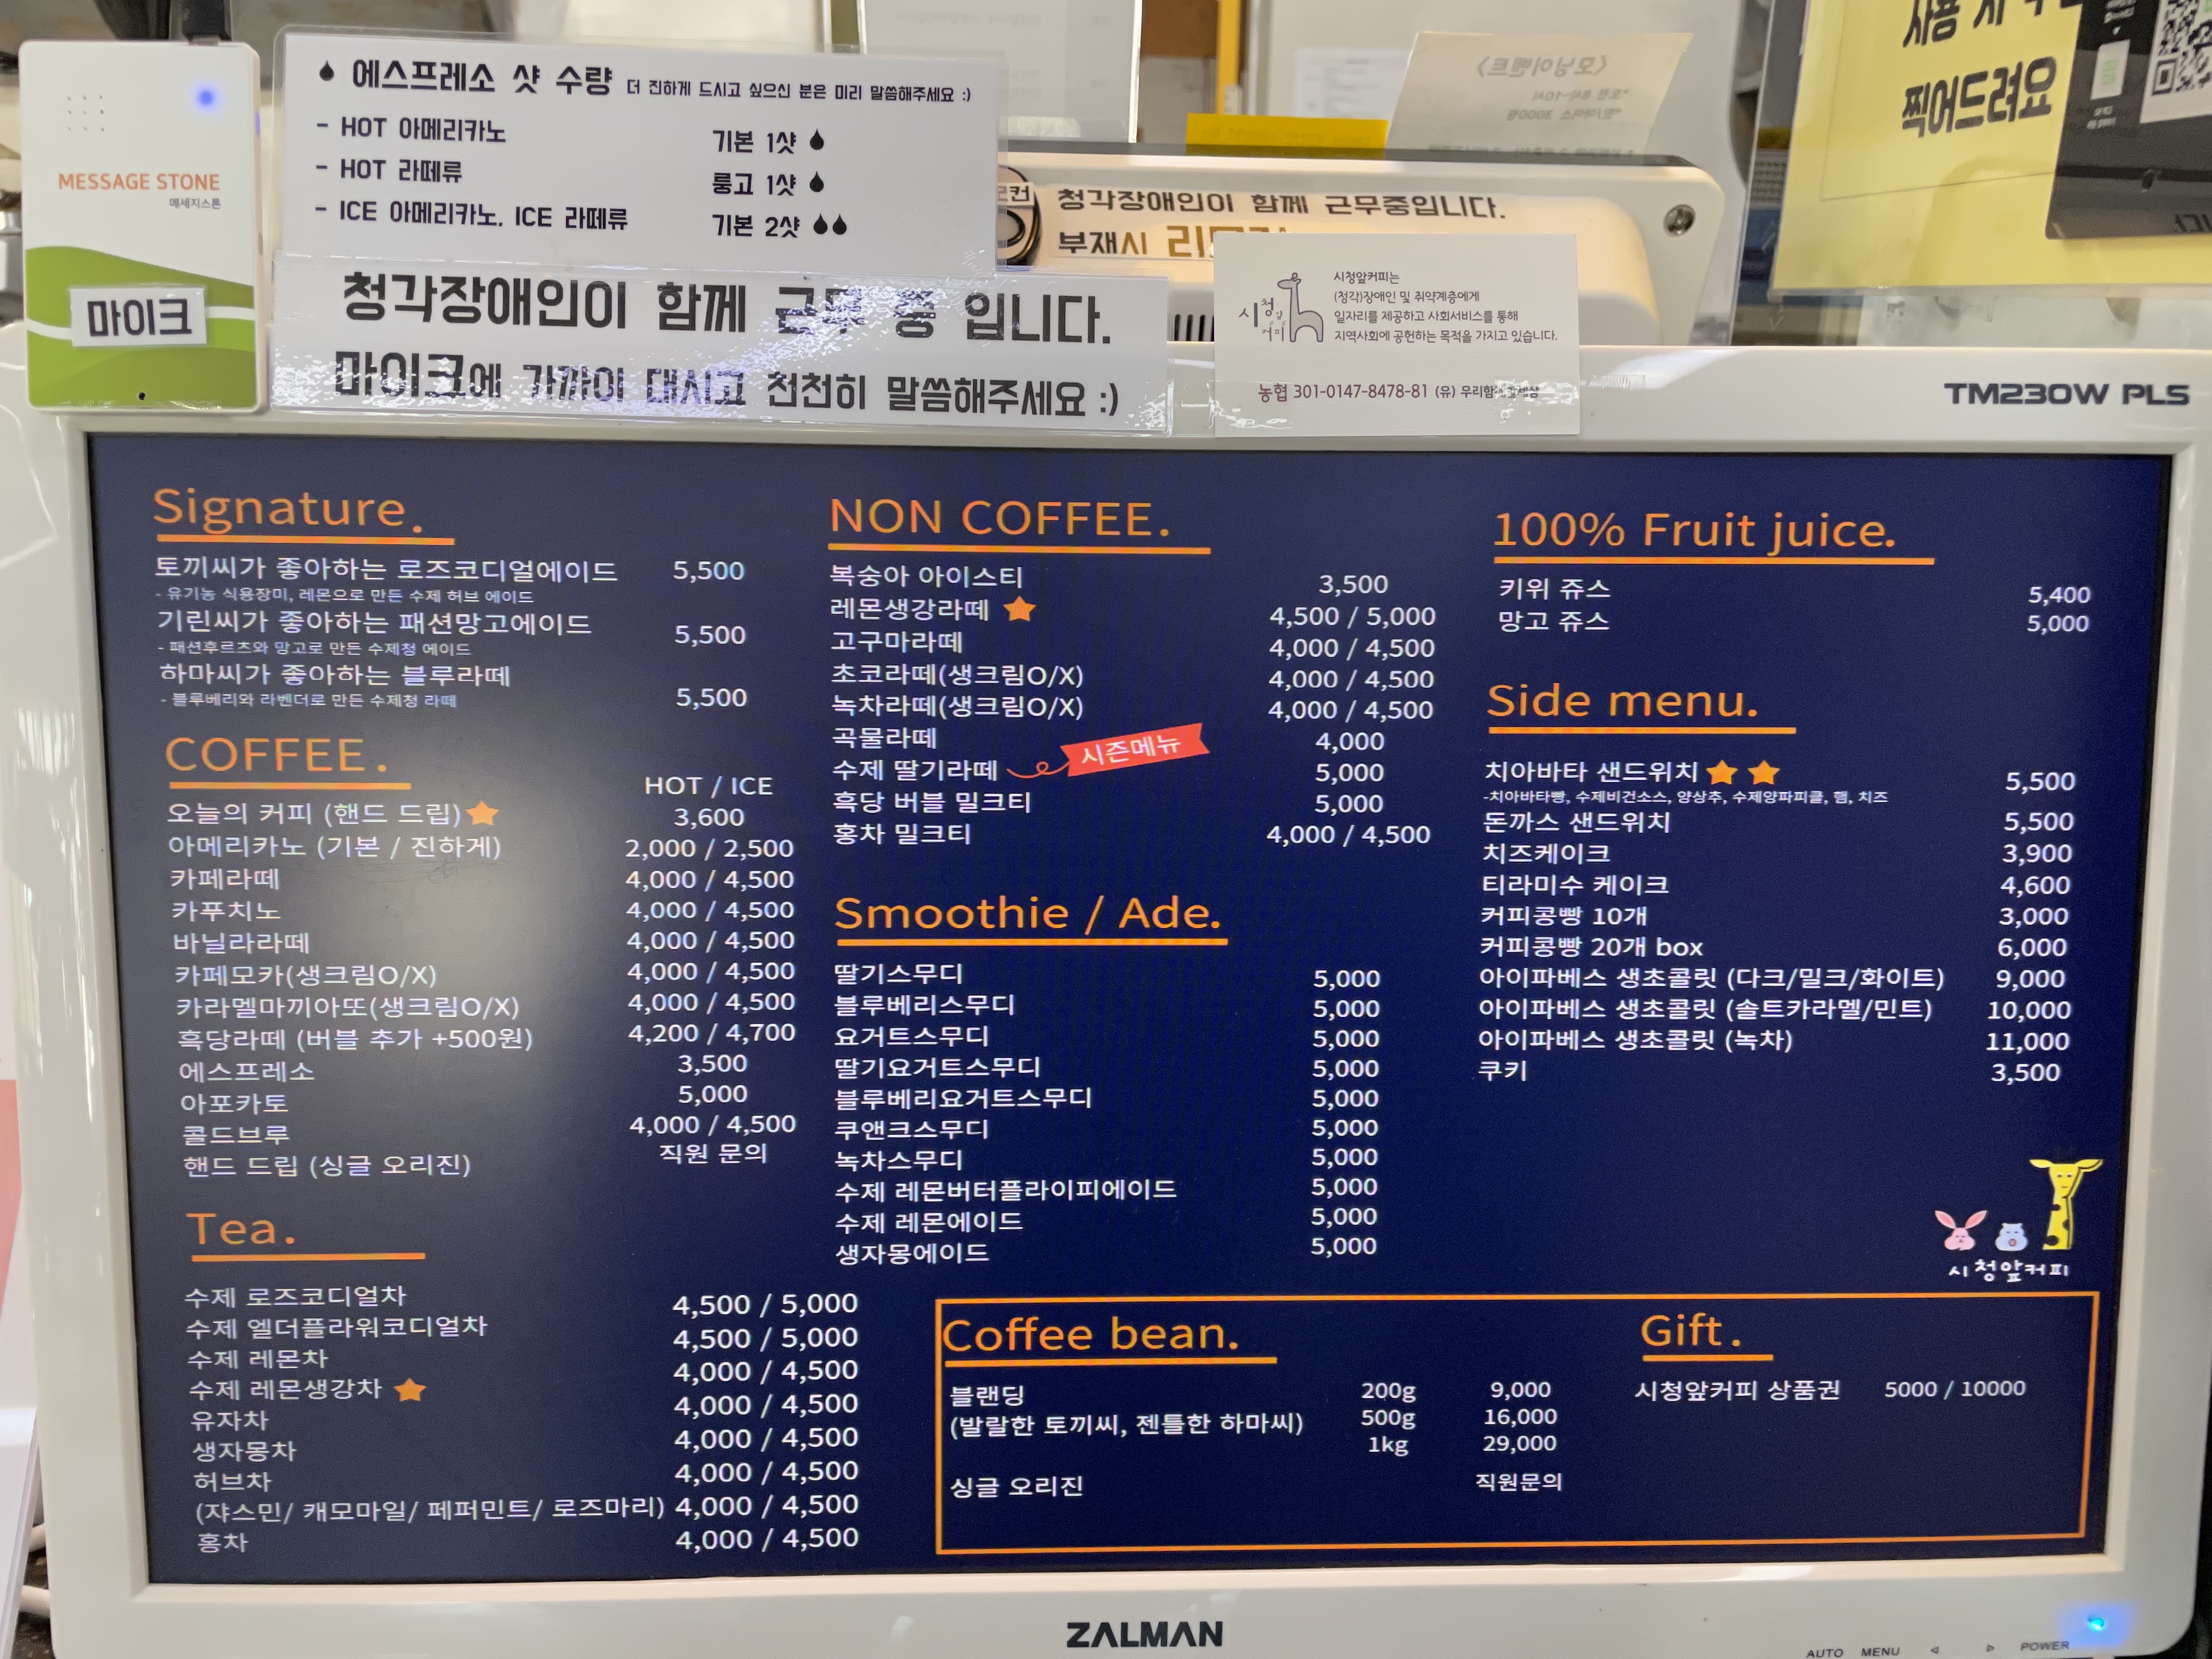 에스프레소 샷 수량 더 진하게 드시고 싶으신 분은 미리 말씀해주세요 :)
- HOT 아메리카노 기본 1샷
- HOT 라떼류 룽고 1샷
- ICE 아메리카노, ICE 라떼류 기본 2샷
MESSAGE STONE
메세지스톤
마이크
청각장애인이 함께 근무 중 입니다.
마이크에 가까이 대시고 천천히 말씀해주세요 :)
청각장애인이 함께 근무중입니다.
부재시
시청앞커피
시청앞커피는
(청각)장애인 및 취약계층에게
일자리를 제공하고 사회서비스를 통해
지역사회에 공헌하는 목적을 가지고 있습니다.
농협 301-0147-8478-81 (유)
찍어드려요
TM230W PLS
Signature.
토끼씨가 좋아하는 로즈코디얼에이드 5,500
- 유기농 식용장미, 레몬으로 만든 수제 허브 에이드
기린씨가 좋아하는 패션망고에이드 5,500
- 패션후르츠와 망고로 만든 수제청 에이드
하마씨가 좋아하는 블루라떼 5,500
- 블루베리와 라벤더로 만든 수제청 라떼
COFFEE.
HOT / ICE
오늘의 커피 (핸드 드립) 3,600
아메리카노 (기본 / 진하게) 2,000 / 2,500
카페라떼 4,000 / 4,500
카푸치노 4,000 / 4,500
바닐라라떼 4,000 / 4,500
카페모카(생크림O/X) 4,000 / 4,500
카라멜마끼아또(생크림O/X) 4,000 / 4,500
흑당라떼 (버블 추가 +500원) 4,200 / 4,700
에스프레소 3,500
아포카토 5,000
콜드브루 4,000 / 4,500
핸드 드립 (싱글 오리진) 직원 문의
Tea.
수제 로즈코디얼차 4,500 / 5,000
수제 엘더플라워코디얼차 4,500 / 5,000
수제 레몬차 4,000 / 4,500
수제 레몬생강차 4,000 / 4,500
유자차 4,000 / 4,500
생자몽차 4,000 / 4,500
허브차
(쟈스민/ 캐모마일/ 페퍼민트/ 로즈마리) 4,000 / 4,500
홍차 4,000 / 4,500
NON COFFEE.
복숭아 아이스티 3,500
레몬생강라떼 4,500 / 5,000
고구마라떼 4,000 / 4,500
초코라떼(생크림O/X) 4,000 / 4,500
녹차라떼(생크림O/X) 4,000 / 4,500
곡물라떼 4,000
수제 딸기라떼 시즌메뉴 5,000
흑당 버블 밀크티 5,000
홍차 밀크티 4,000 / 4,500
Smoothie / Ade.
딸기스무디 5,000
블루베리스무디 5,000
요거트스무디 5,000
딸기요거트스무디 5,000
블루베리요거트스무디 5,000
쿠앤크스무디 5,000
녹차스무디 5,000
수제 레몬버터플라이피에이드 5,000
수제 레몬에이드 5,000
생자몽에이드 5,000
100% Fruit juice.
키위 쥬스 5,400
망고 쥬스 5,000
Side menu.
치아바타 샌드위치 5,500
-치아바타빵, 수제비건소스, 양상추, 수제양파피클, 햄, 치즈
돈까스 샌드위치 5,500
치즈케이크 3,900
티라미수 케이크 4,600
커피콩빵 10개 3,000
커피콩빵 20개 box 6,000
아이파베스 생초콜릿 (다크/밀크/화이트) 9,000
아이파베스 생초콜릿 (솔트카라멜/민트) 10,000
아이파베스 생초콜릿 (녹차) 11,000
쿠키 3,500
시청앞커피
Coffee bean.
블랜딩 200g 9,000
(발랄한 토끼씨, 젠틀한 하마씨) 500g 16,000
1kg 29,000
싱글 오리진 직원문의
Gift.
시청앞커피 상품권 5000 / 10000
ZALMAN
AUTO MENU POWER